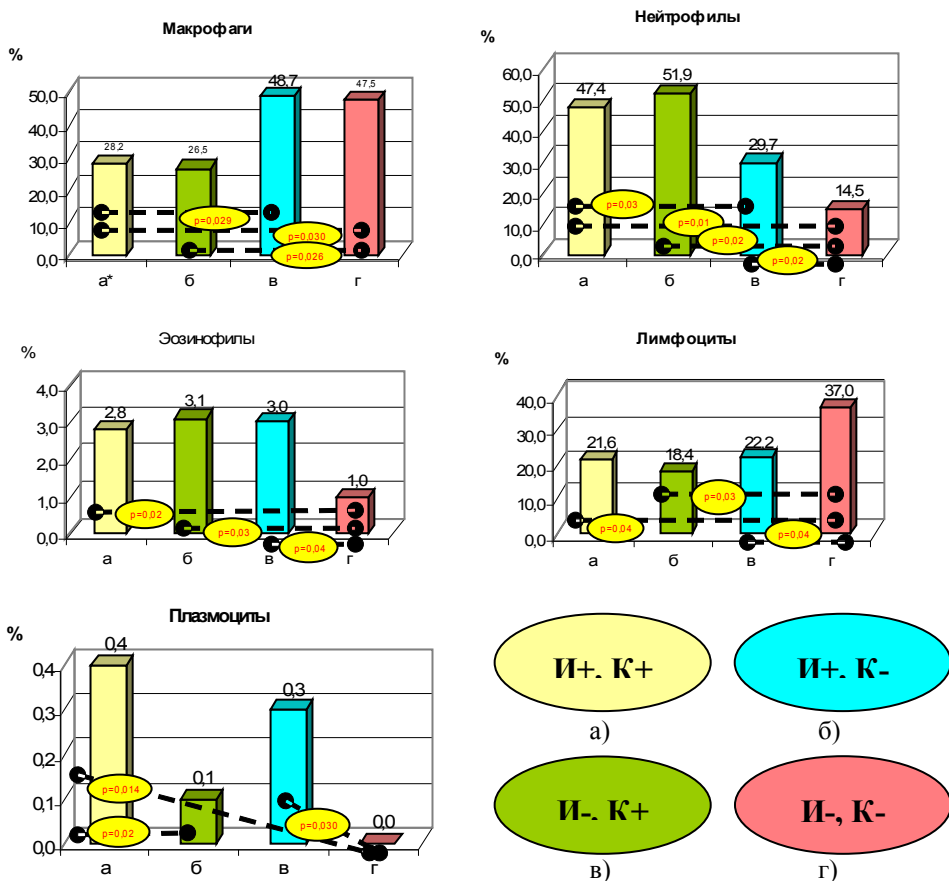 Макрофаги
%
50,0
40,0
30,0
20,0
10,0
0,0
28,2
26,5
48,7
47,5
p=0,029
p=0,030
p=0,026
а*
б
в
г
Нейтрофилы
%
60,0
50,0
40,0
30,0
20,0
10,0
0,0
47,4
51,9
29,7
14,5
p=0,03
p=0,01
p=0,02
p=0,02
а
б
в
г
Эозинофилы
%
4,0
3,0
2,0
1,0
0,0
2,8
3,1
3,0
1,0
p=0,02
p=0,03
p=0,04
а
б
в
г
Лимфоциты
%
40,0
30,0
20,0
10,0
0,0
21,6
18,4
22,2
37,0
p=0,03
p=0,04
p=0,04
а
б
в
г
Плазмоциты
%
0,4
0,3
0,2
0,1
0,0
0,4
0,1
0,3
0,0
p=0,014
p=0,02
p=0,030
а
б
в
г
И+, К+
а)
И+, К-
б)
И-, К+
в)
И-, К-
г)